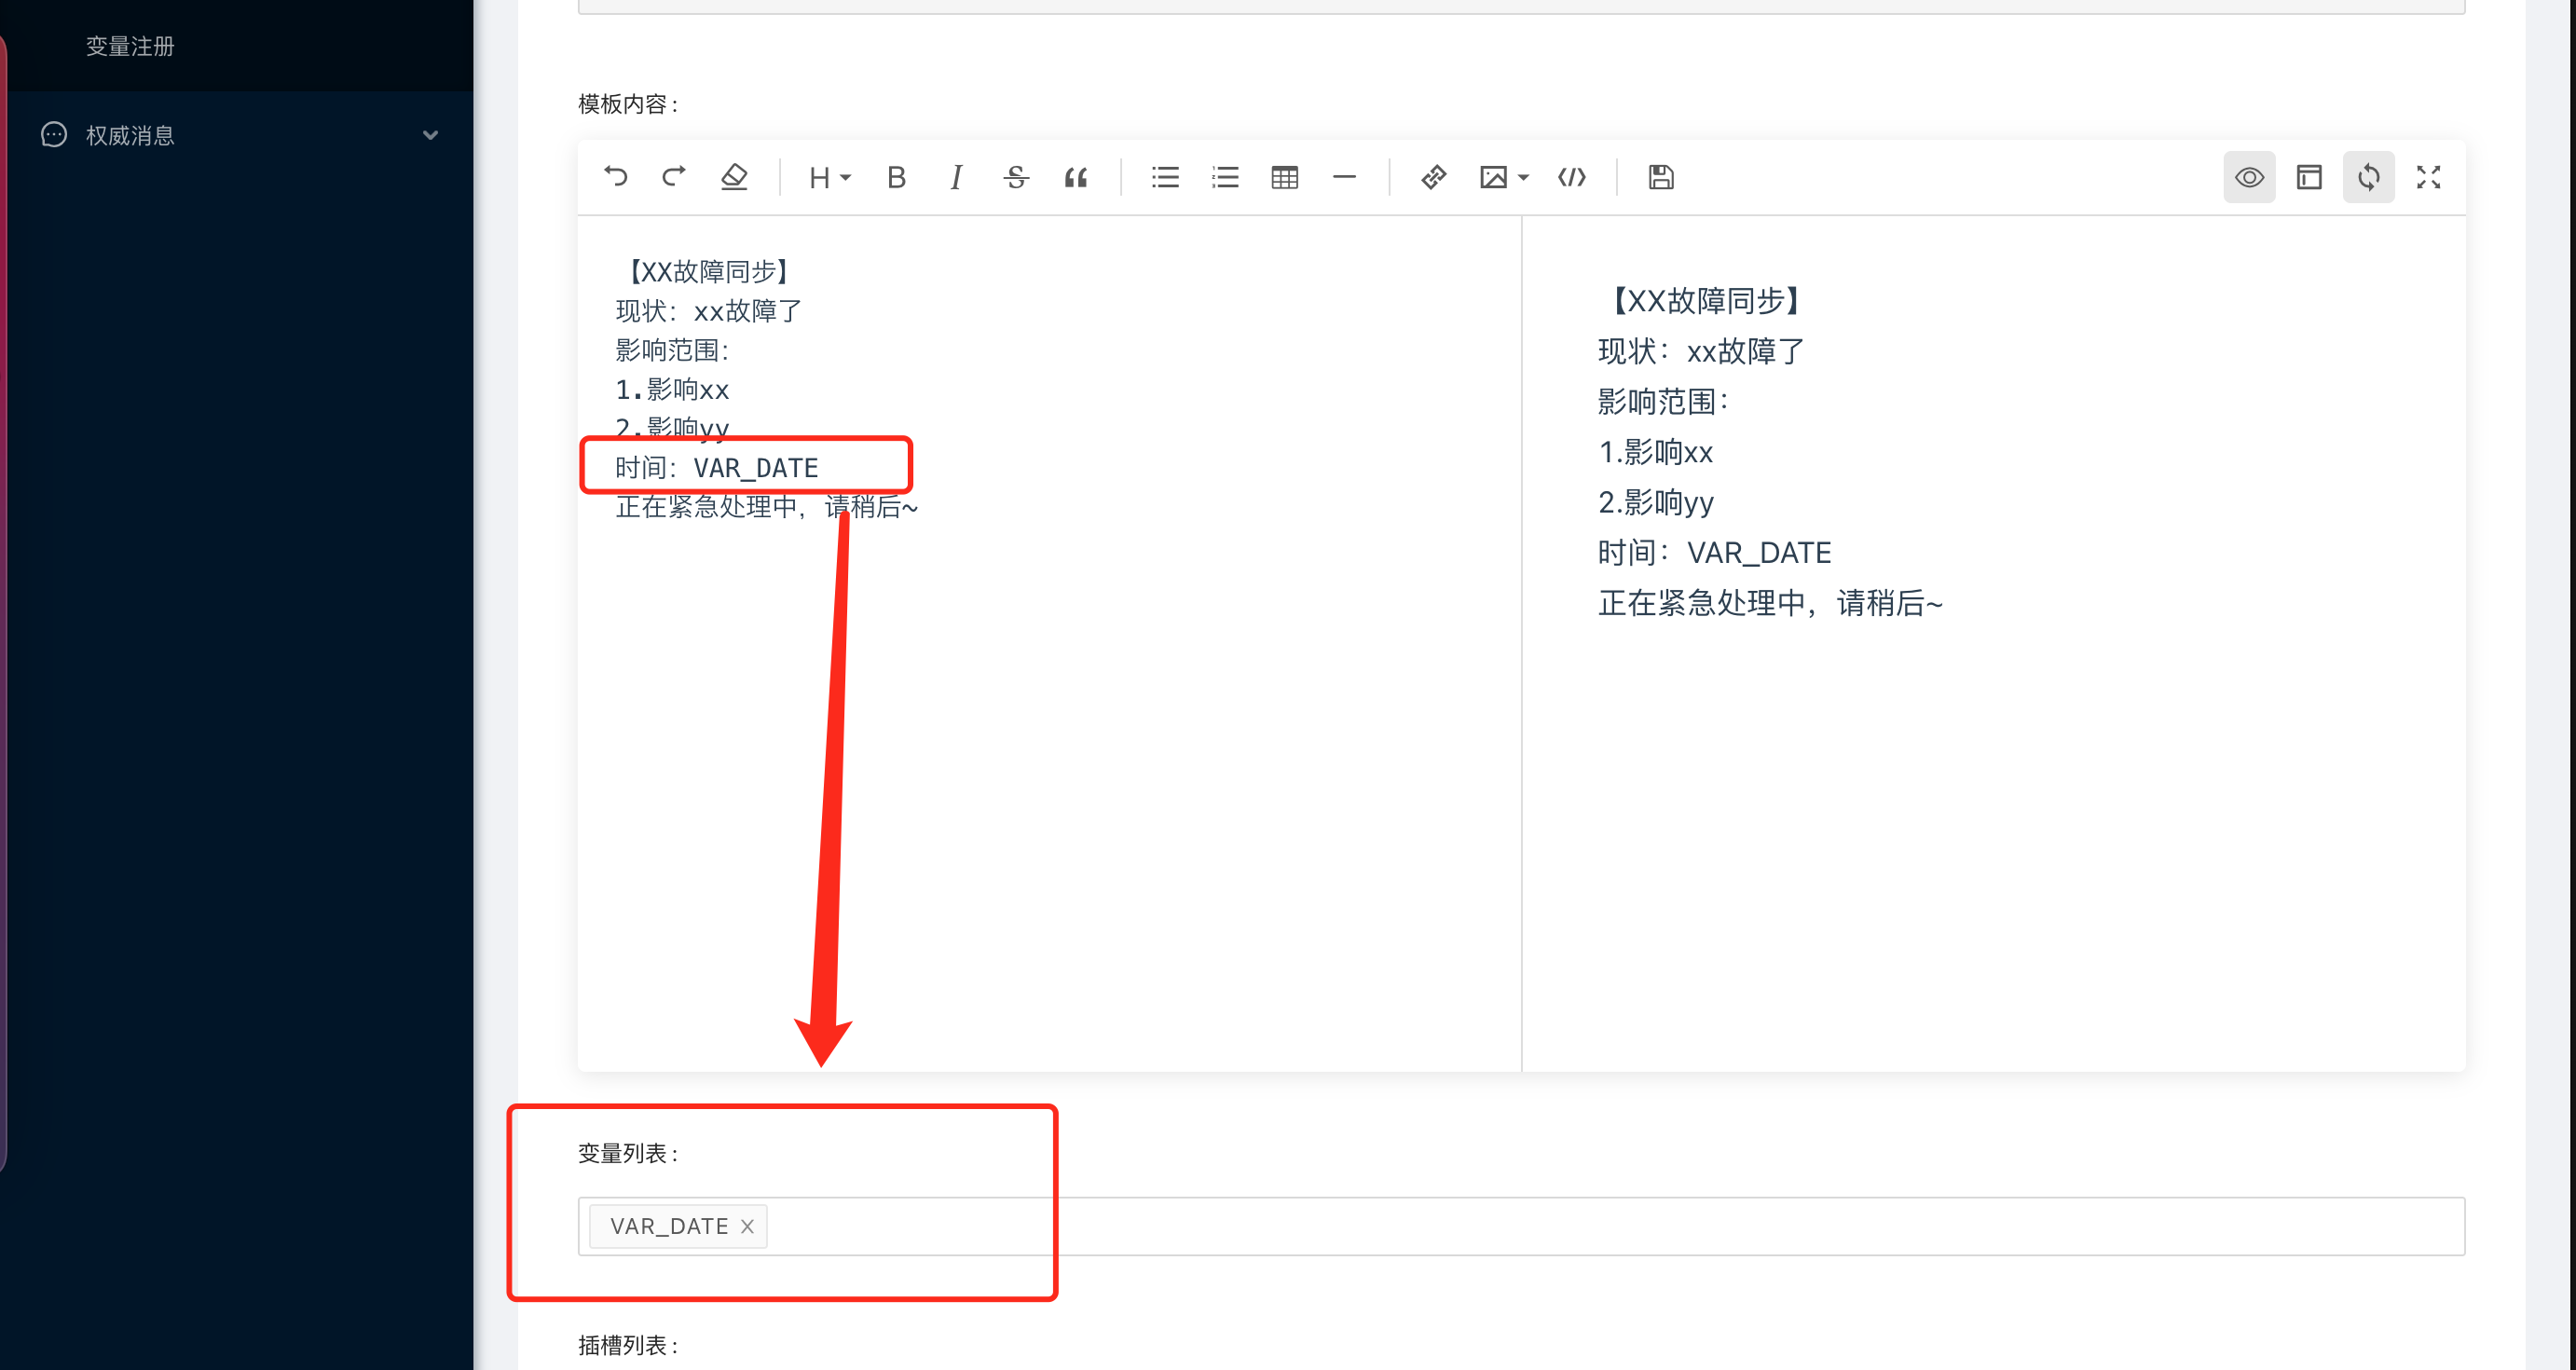 变量注册
权威消息
模板内容：
H B I S
【XX故障同步】
现状：xx故障了
影响范围：
1.影响xx
2.影响yy
时间：VAR_DATE
正在紧急处理中，请稍后~
【XX故障同步】
现状：xx故障了
影响范围：
1.影响xx
2.影响yy
时间：VAR_DATE
正在紧急处理中，请稍后~
变量列表：
VAR_DATE
插槽列表：